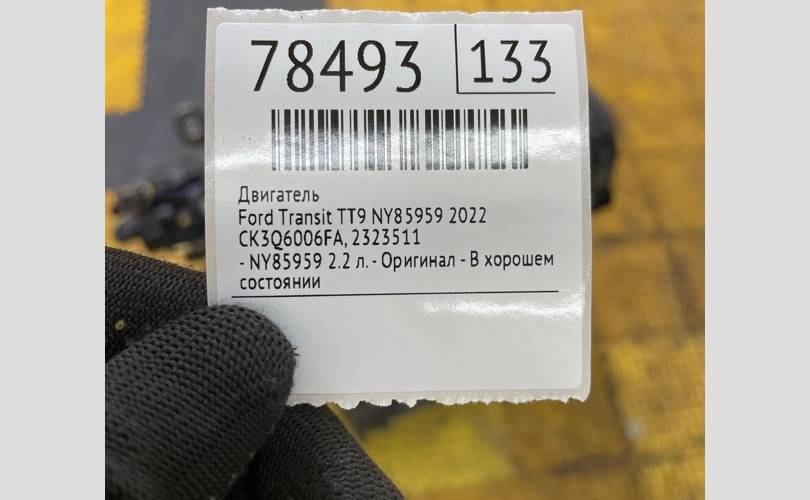 78493 133
Двигатель
Ford Transit TT9 NY85959 2022
CK3Q6006FA, 2323511
- NY85959 2.2 л. - Оригинал - В хорошем
состоянии